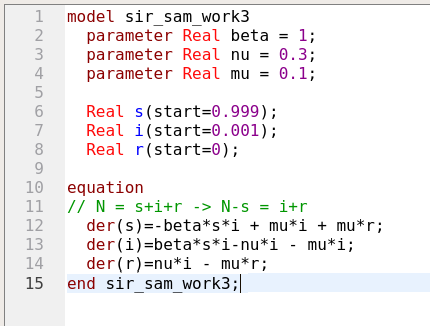 1 model sir_sam_work3
2   parameter Real beta = 1;
3   parameter Real nu = 0.3;
4   parameter Real mu = 0.1;
5
6   Real s(start=0.999);
7   Real i(start=0.001);
8   Real r(start=0);
9
10 equation
11 // N = s+i+r -> N-s = i+r
12   der(s)=-beta*s*i + mu*i + mu*r;
13   der(i)=beta*s*i-nu*i - mu*i;
14   der(r)=nu*i - mu*r;
15 end sir_sam_work3;